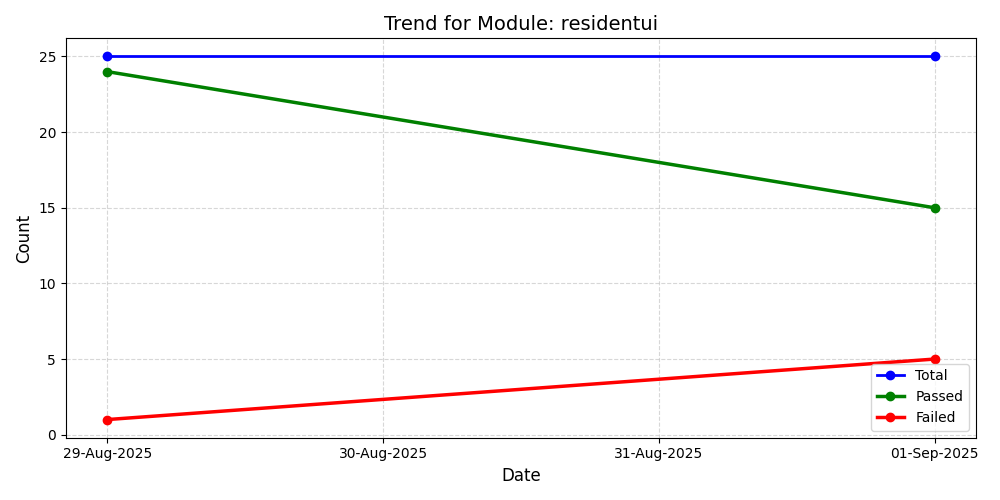 Trend for Module: residentui
Count
25
20
15
10
5
0
29-Aug-2025
30-Aug-2025
31-Aug-2025
01-Sep-2025
Date
Total
Passed
Failed